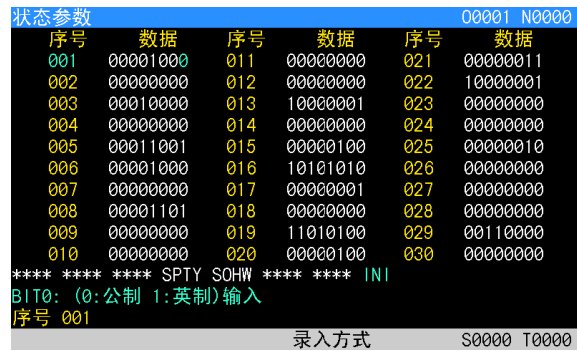 状态参数 O0001 N0000
序号 数据 序号 数据 序号 数据
001 00001000 011 00000000 021 00000011
002 00000000 012 00000000 022 10000001
003 00010000 013 10000001 023 00000000
004 00000000 014 00000000 024 00000000
005 00011001 015 00000100 025 00000010
006 00001000 016 10101010 026 00000000
007 00000000 017 00000001 027 00000000
008 00001101 018 00000000 028 00000000
009 00000000 019 11010100 029 00110000
010 00000000 020 00000100 030 00000000
**** **** **** SPTY SOHW **** **** INI
BIT0: (0:公制 1:英制)输入
序号 001
录入方式 S0000 T0000